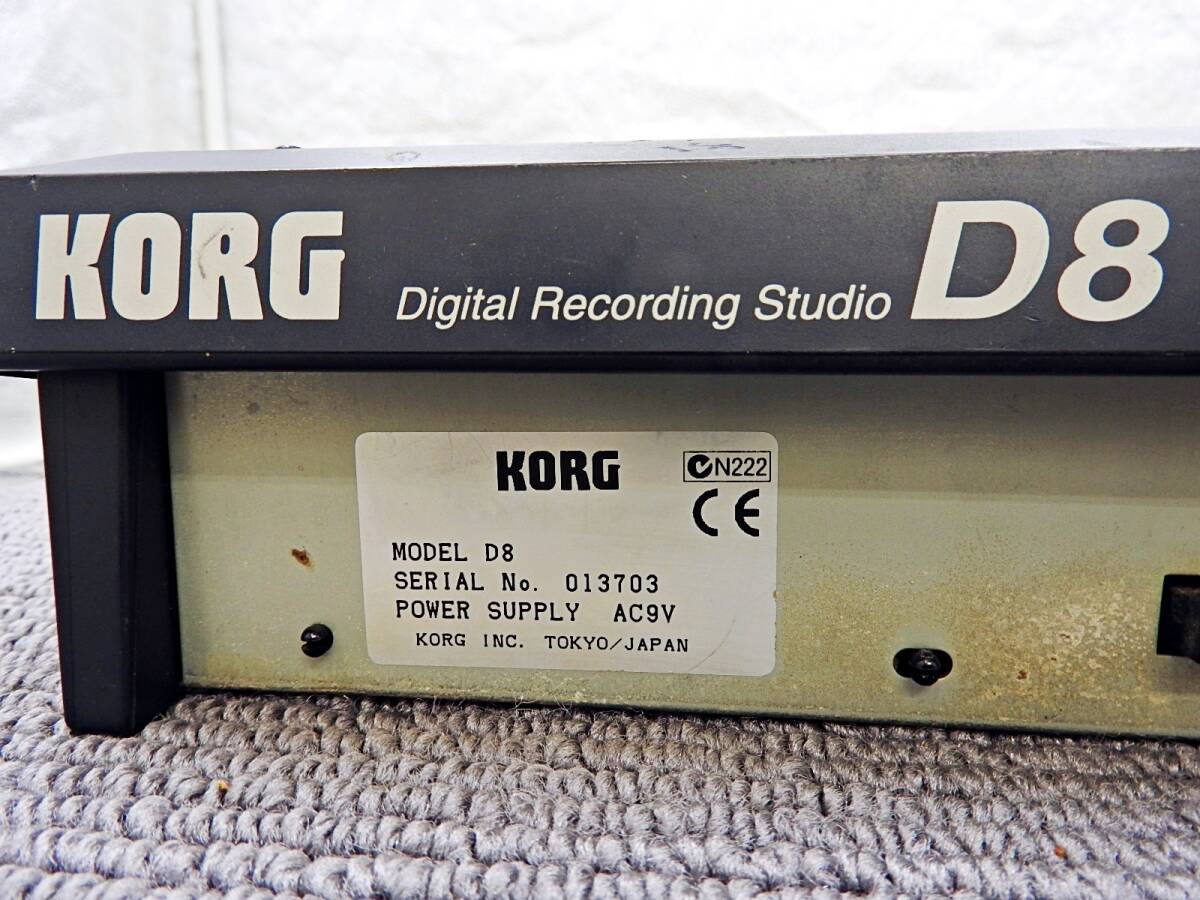 KORG Digital Recording Studio D8
KORG
N222
CE
MODEL D8
SERIAL No. 013703
POWER SUPPLY AC9V
KORG INC. TOKYO/JAPAN